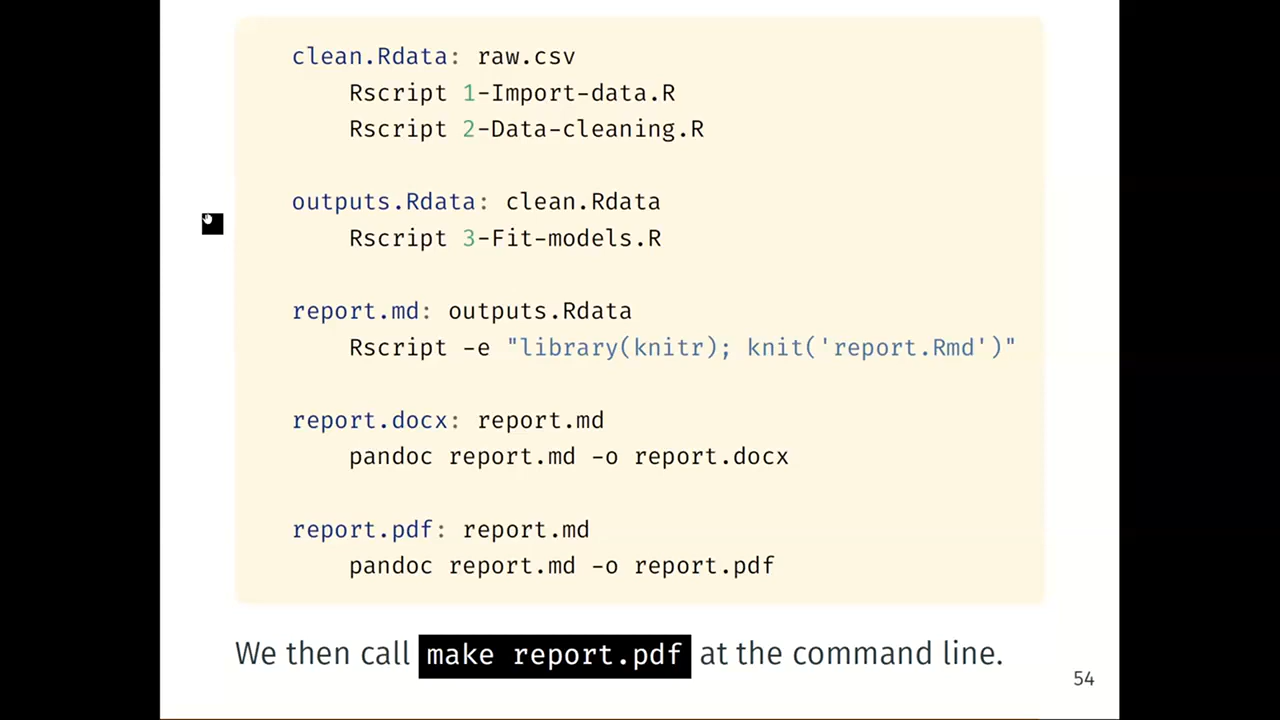 clean.Rdata: raw.csv
Rscript 1-Import-data.R
Rscript 2-Data-cleaning.R
outputs.Rdata: clean.Rdata
Rscript 3-Fit-models.R
report.md: outputs.Rdata
Rscript -e "library(knitr); knit('report.Rmd')"
report.docx: report.md
pandoc report.md -o report.docx
report.pdf: report.md
pandoc report.md -o report.pdf
We then call make report.pdf at the command line.
54